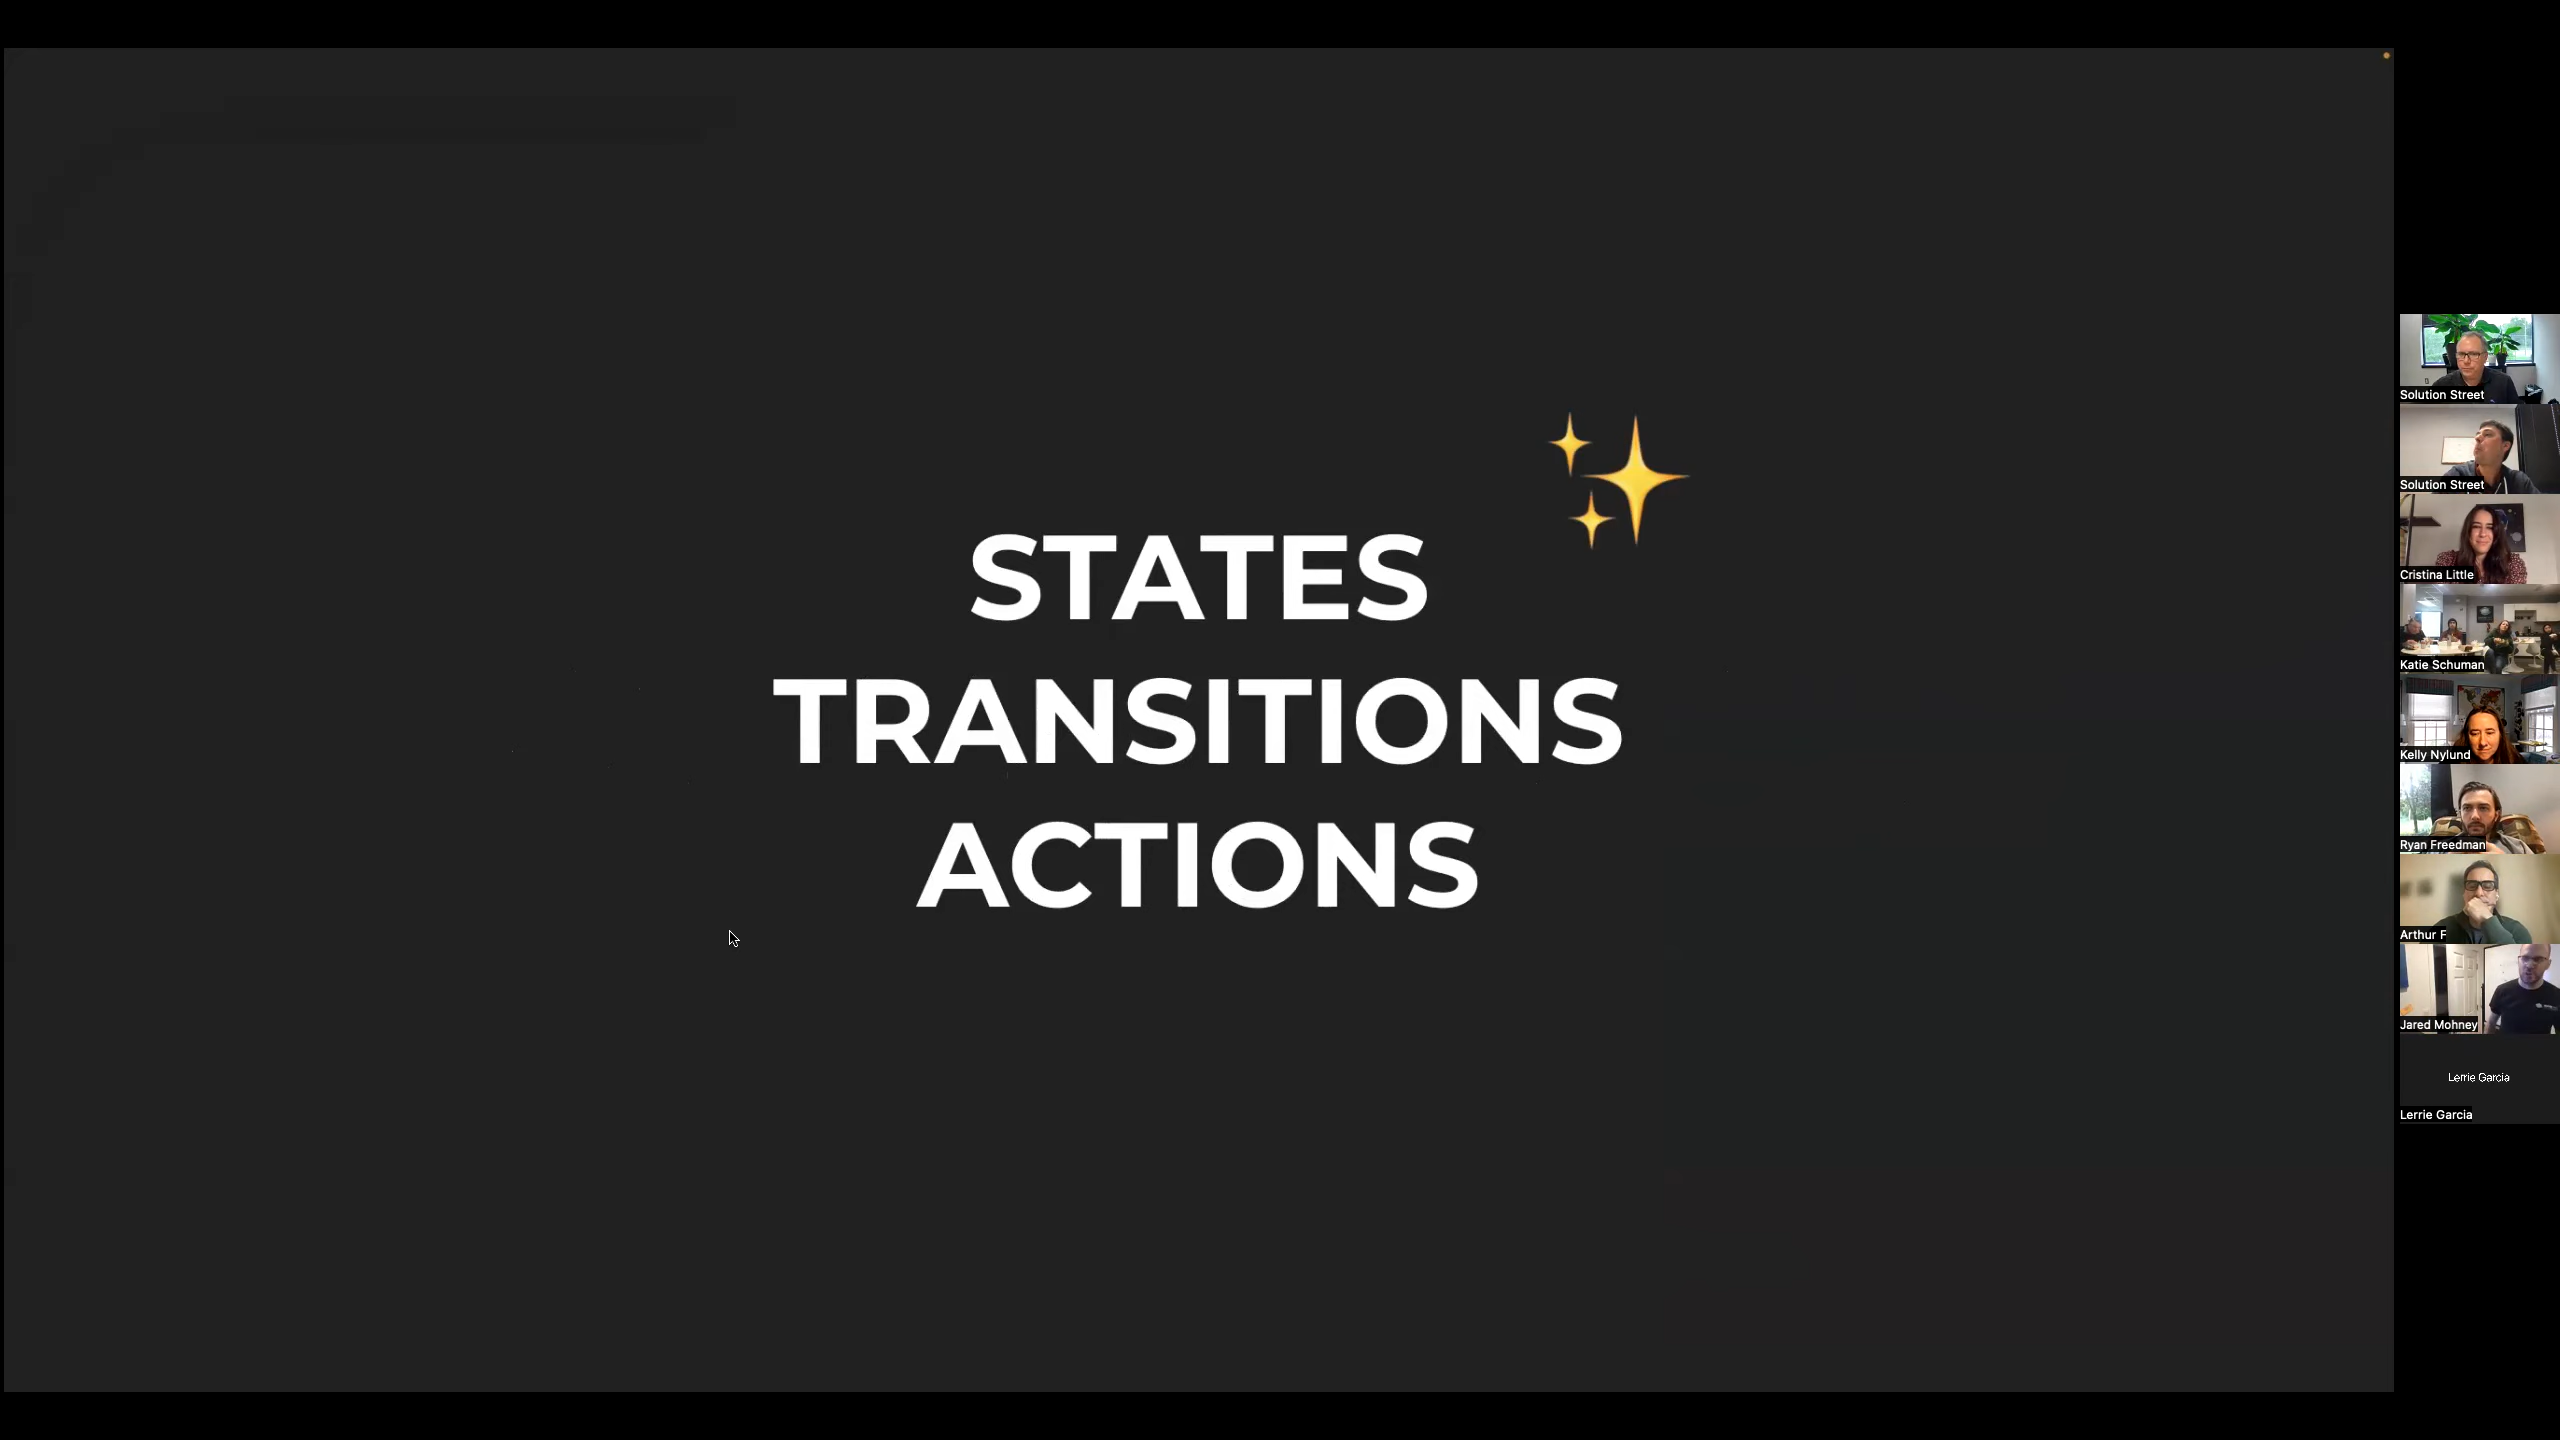 STATES
TRANSITIONS
ACTIONS
Solution Street
Solution Street
Cristina Little
Katie Schuman
Kelly Nylund
Ryan Freedman
Arthur F
Jared Mohney
Lerrie Garcia
Lerrie Garcia